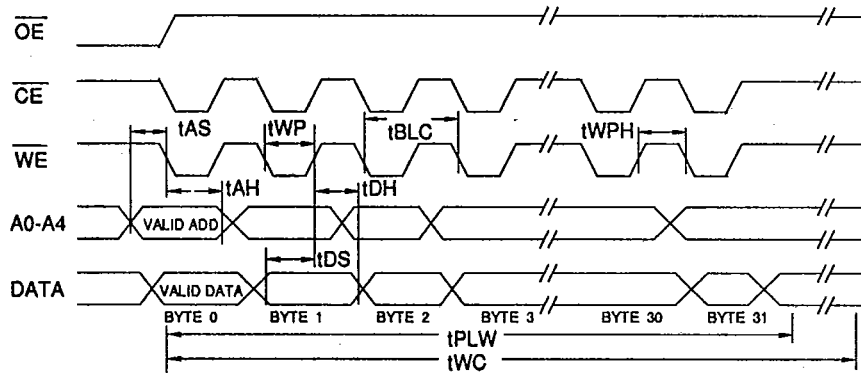 OE
CE
tAS
tWP
tBLC
tWPH
WE
tAH
tDH
A0-A4
VALID ADD
tDS
DATA
VALID DATA
BYTE 0
BYTE 1
BYTE 2
BYTE 3
BYTE 30
BYTE 31
tPLW
tWC